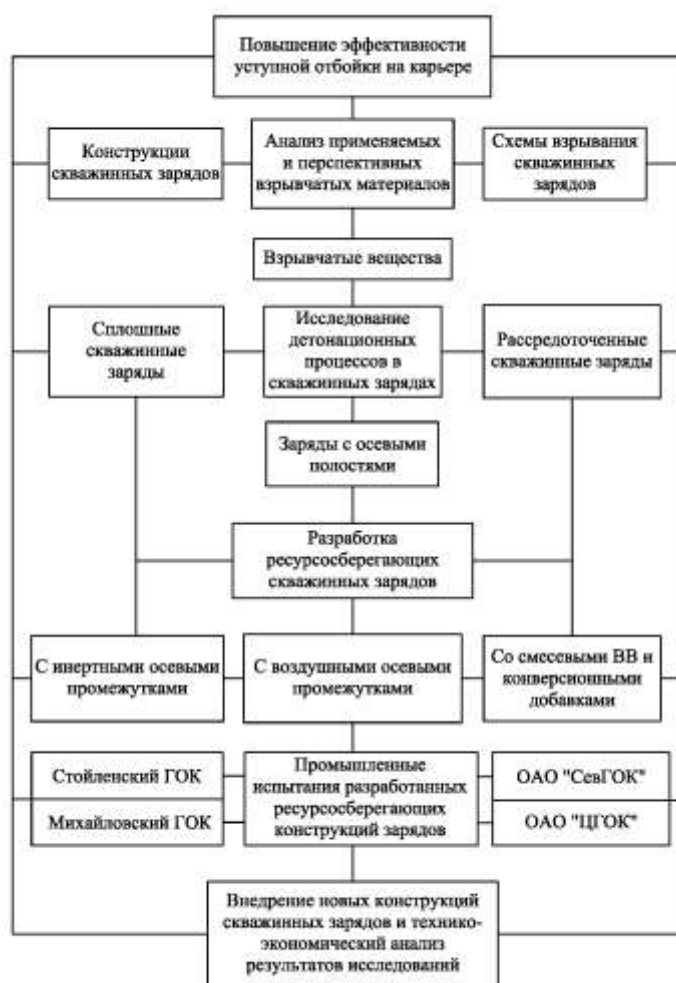 Повышение эффективности
уступной отбойки на карьере
Конструкции
скважинных зарядов
Анализ применяемых
и перспективных
взрывчатых материалов
Схемы взрывания
скважинных
зарядов
Взрывчатые вещества
Сплошные
скважинные
заряды
Исследование
детонационных
процессов в
скважинных зарядах
Рассредоточенные
скважинные заряды
Заряды с осевыми
полостями
Разработка
ресурсосберегающих
скважинных зарядов
С инертными осевыми
промежутками
С воздушными осевыми
промежутками
Со смесевыми ВВ и
конверсионными
добавками
Стойленский ГОК
Михайловский ГОК
Промышленные
испытания разработанных
ресурсосберегающих
конструкций зарядов
ОАО "СевГОК"
ОАО "ЦГОК"
Внедрение новых конструкций
скважинных зарядов и технико-
экономический анализ
результатов исследований